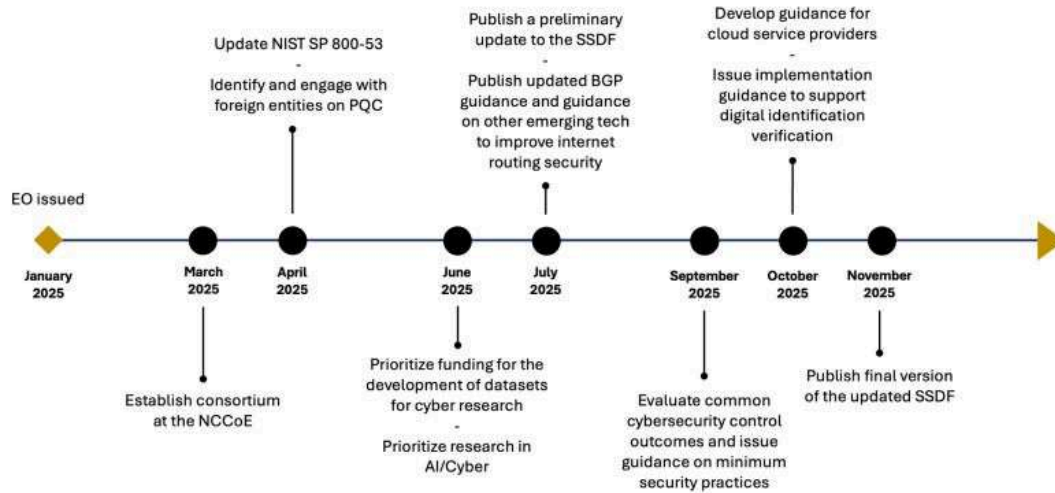 Update NIST SP 800-53
-
Identify and engage with
foreign entities on PQC
Publish a preliminary
update to the SSDF
-
Publish updated BGP
guidance and guidance
on other emerging tech
to improve internet
routing security
Develop guidance for
cloud service providers
-
Issue implementation
guidance to support
digital identification
verification
EO issued
January
2025
March
2025
April
2025
June
2025
July
2025
September
2025
October
2025
November
2025
Establish consortium
at the NCCoE
Prioritize funding for the
development of datasets
for cyber research
-
Prioritize research in
AI/Cyber
Evaluate common
cybersecurity control
outcomes and issue
guidance on minimum
security practices
Publish final version
of the updated SSDF